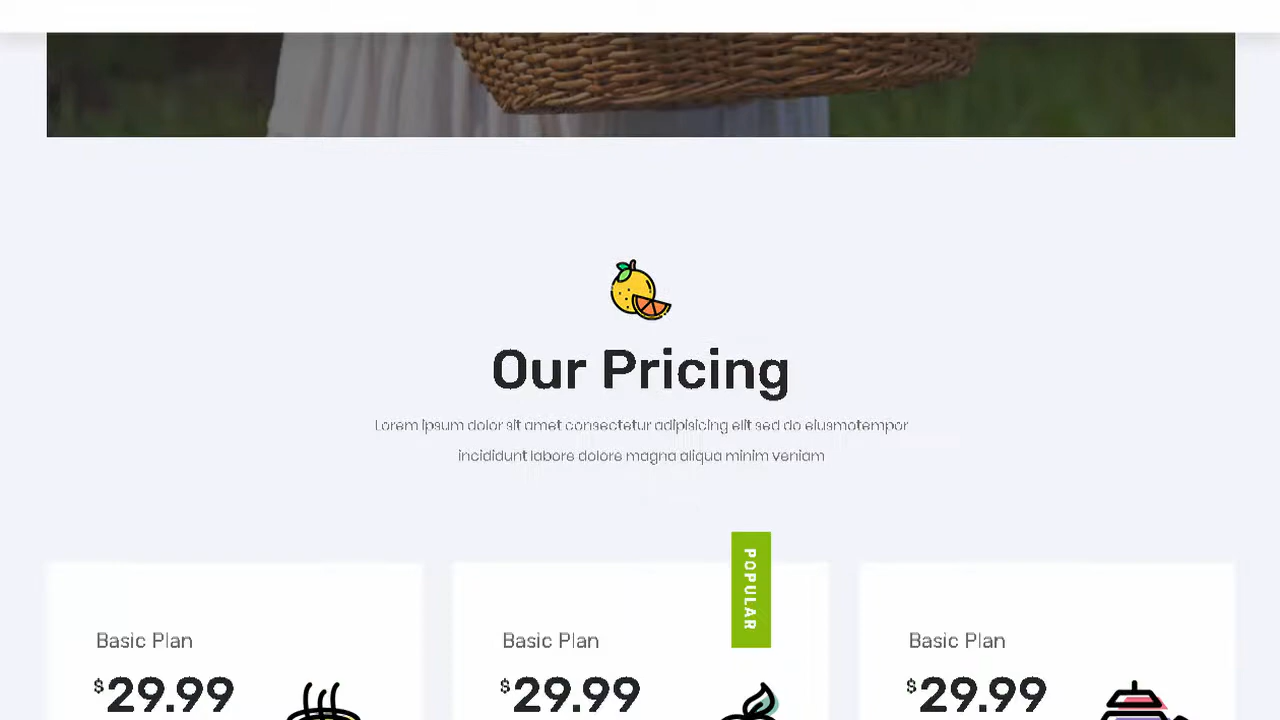 Our Pricing
Lorem ipsum dolor sit amet consectetur adipisicing elit sed do eiusmotempor
incididunt labore dolore magna aliqua minim veniam
POPULAR
Basic Plan
$29.99
Basic Plan
$29.99
Basic Plan
$29.99